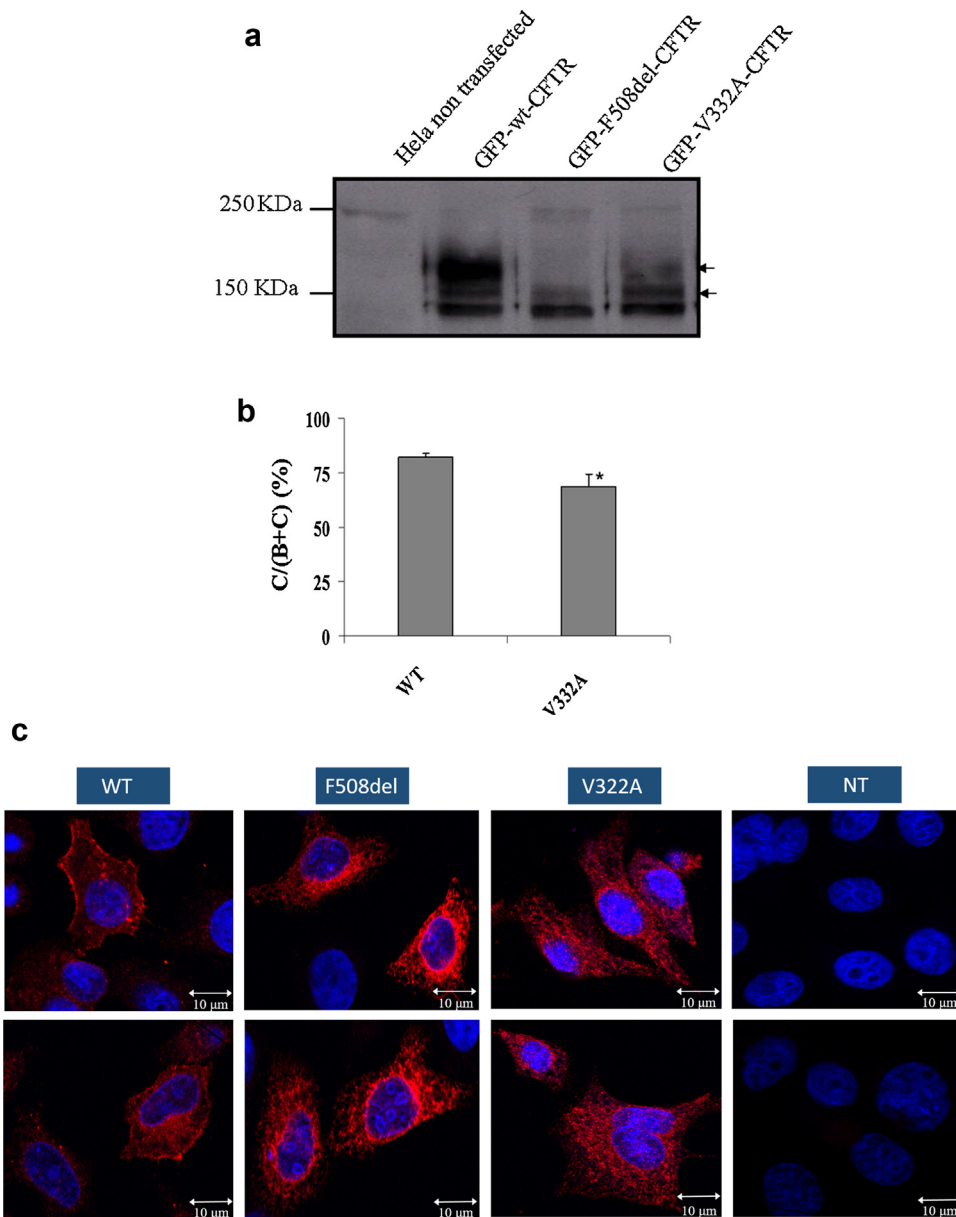 a
Hela non transfected
GFP-wt-CFTR
GFP-F508del-CFTR
GFP-V332A-CFTR
250 KDa
150 KDa
b
C/(B+C) (%)
100
75
50
25
0
WT
V332A
c
WT
F508del
V322A
NT
10 µm
10 µm
10 µm
10 µm
10 µm
10 µm
10 µm
10 µm
*